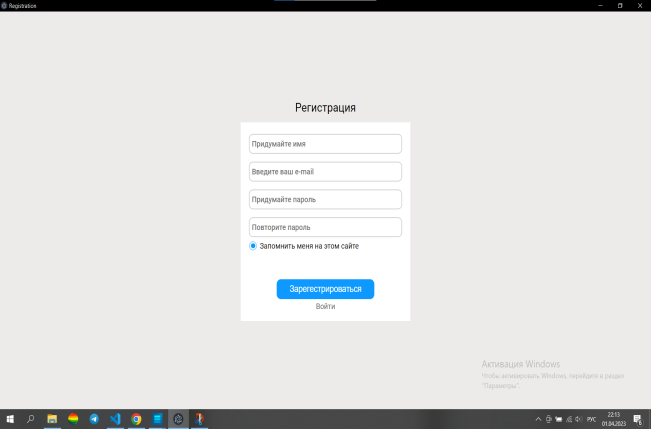 Registration
Регистрация
Придумайте имя
Введите ваш e-mail
Придумайте пароль
Повторите пароль
Запомнить меня на этом сайте
Зарегестрироваться
Войти
Активация Windows
Чтобы активировать Windows, перейдите в раздел
"Параметры".
РУС
22:13
01.04.2023
6